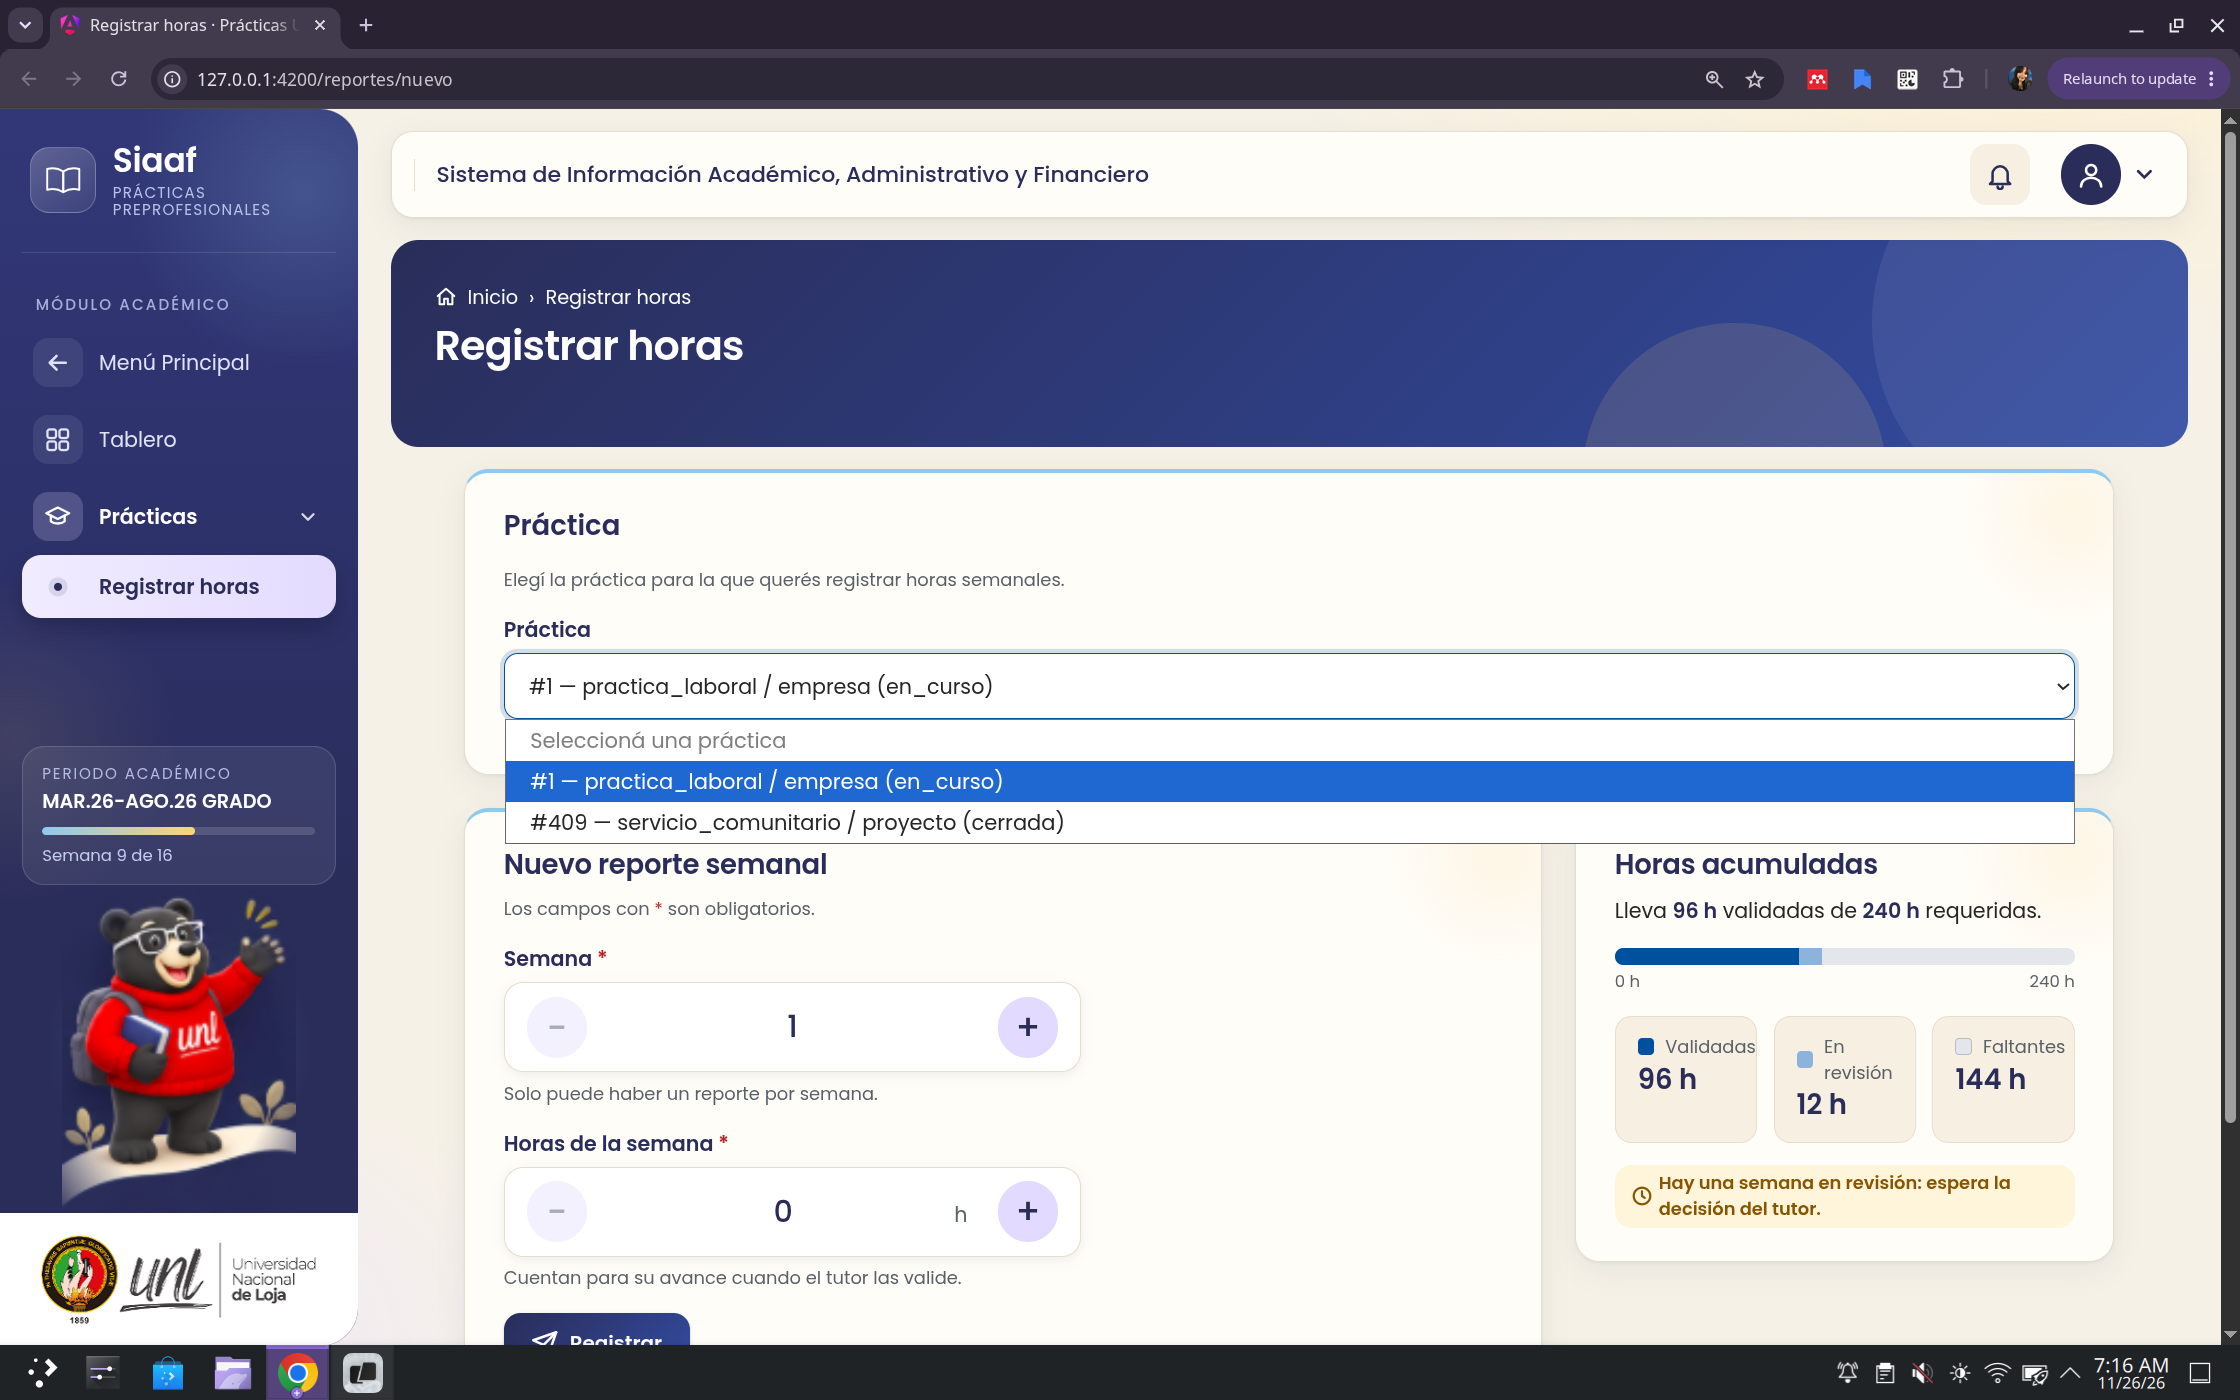 Registrar horas · Prácticas
127.0.0.1:4200/reportes/nuevo
Relaunch to update
Siaaf
PRÁCTICAS
PREPROFESIONALES
MÓDULO ACADÉMICO
Menú Principal
Tablero
Prácticas
Registrar horas
PERIODO ACADÉMICO
MAR.26-AGO.26 GRADO
Semana 9 de 16
unl
1859
unl
Universidad
Nacional
de Loja
Sistema de Información Académico, Administrativo y Financiero
Inicio › Registrar horas
Registrar horas
Práctica
Elegí la práctica para la que querés registrar horas semanales.
Práctica
#1 — practica_laboral / empresa (en_curso)
Seleccioná una práctica
#1 — practica_laboral / empresa (en_curso)
#409 — servicio_comunitario / proyecto (cerrada)
Nuevo reporte semanal
Los campos con * son obligatorios.
Semana *
− 1 +
Solo puede haber un reporte por semana.
Horas de la semana *
− 0 h +
Cuentan para su avance cuando el tutor las valide.
Registrar
Horas acumuladas
Lleva 96 h validadas de 240 h requeridas.
0 h 240 h
Validadas
96 h
En
revisión
12 h
Faltantes
144 h
Hay una semana en revisión: espera la
decisión del tutor.
7:16 AM
11/26/26